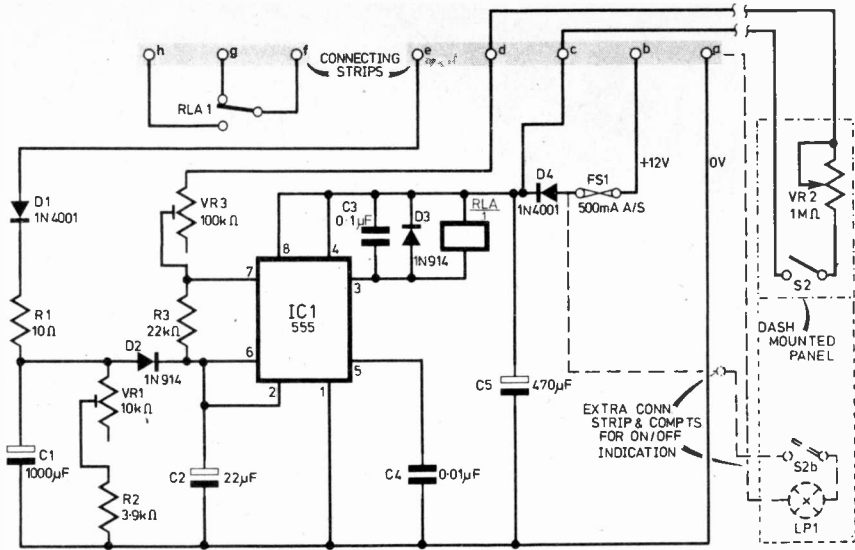 h g f CONNECTING STRIPS e d c b a
RLA 1
+12V
0V
D1
1N4001
VR3
100kΩ
C3
0·1µF
D3
1N914
RLA
1
D4
1N4001
FS1
500mA A/S
VR2
1MΩ
S2
8
4
7
3
6
5
2
1
IC1
555
R1
10Ω
R3
22kΩ
D2
1N914
VR1
10kΩ
C1
1000µF
C2
22µF
C4
0·01µF
C5
470µF
R2
3.9kΩ
DASH
MOUNTED
PANEL
EXTRA CONN.
STRIP & COMPTS
FOR ON/OFF
INDICATION
S2b
LP1